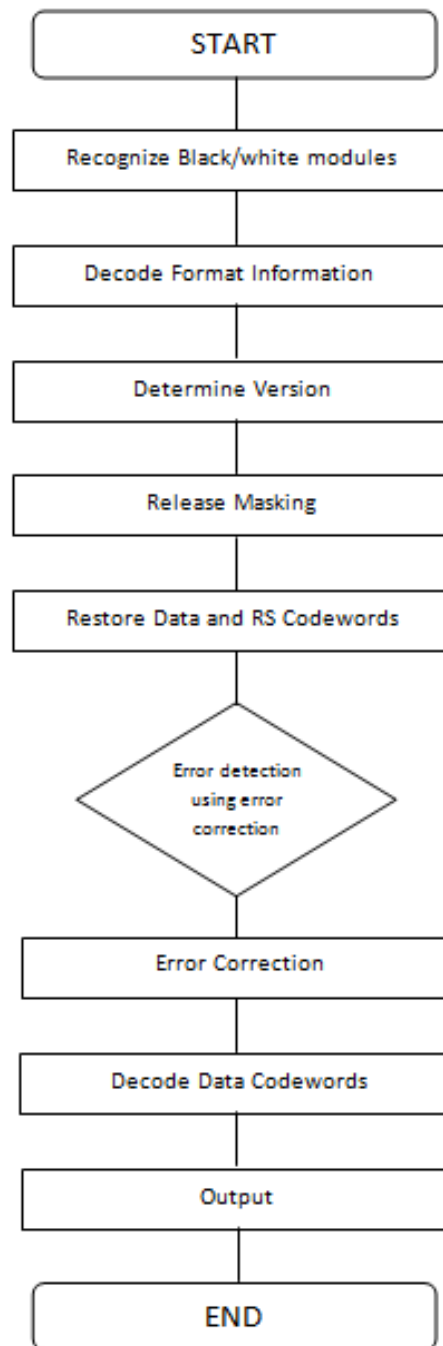 START
Recognize Black/white modules
Decode Format Information
Determine Version
Release Masking
Restore Data and RS Codewords
Error detection
using error
correction
Error Correction
Decode Data Codewords
Output
END